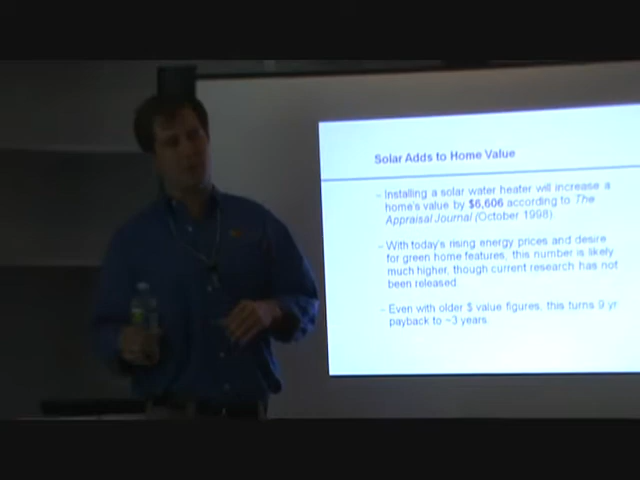 Solar Adds to Home Value
– Installing a solar water heater will increase a
home's value by $6,606 according to The
Appraisal Journal (October 1998).
– With today's rising energy prices and desire
for green home features, this number is likely
much higher, though current research has not
been released.
– Even with older $ value figures, this turns 9 yr.
payback to ~3 years.